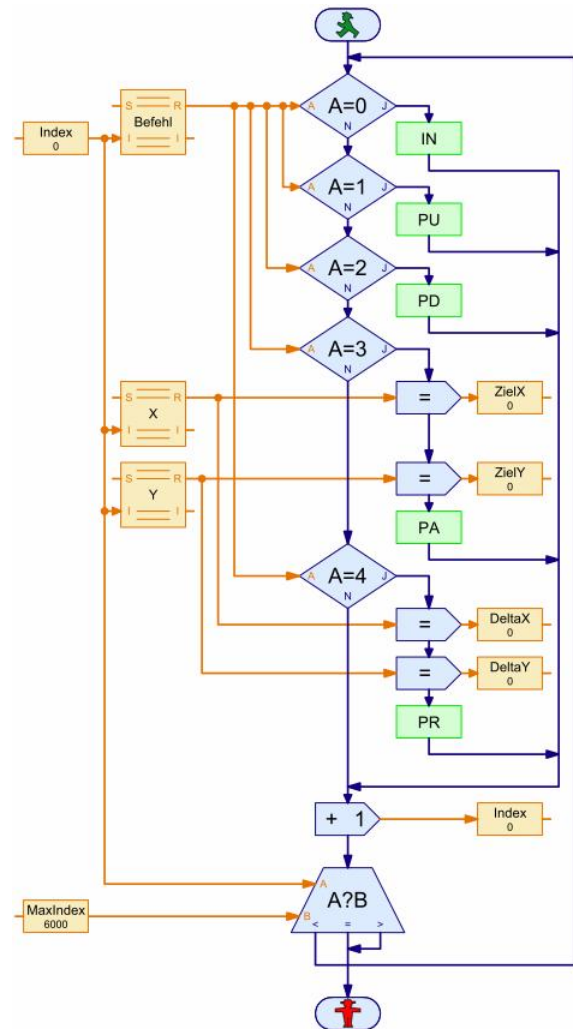 S R
Befehl
I I
Index
0
A A=0 J
N
IN
A A=1 J
N
PU
A A=2 J
N
PD
A A=3 J
N
S R
X
I I
=
ZielX
0
S R
Y
I I
=
ZielY
0
PA
A A=4 J
N
=
DeltaX
0
=
DeltaY
0
PR
+ 1
Index
0
A
A?B
B
< = >
MaxIndex
6000